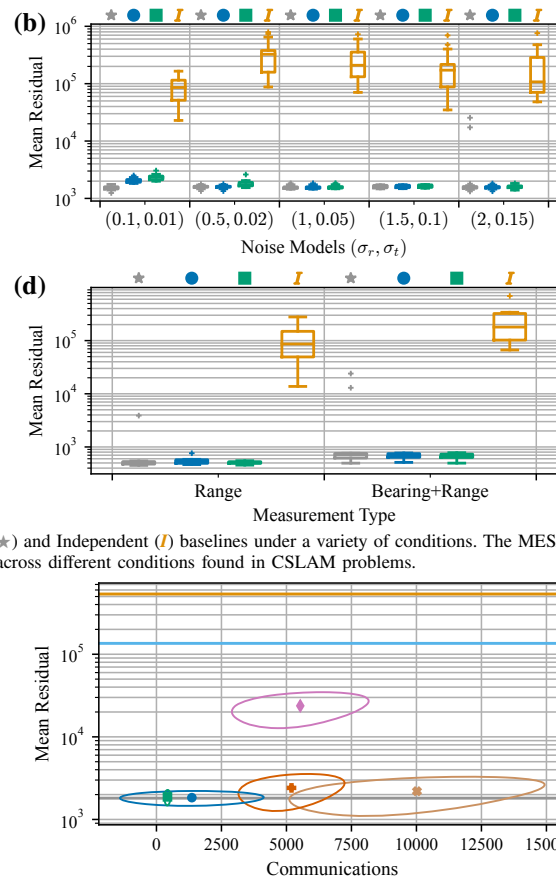 (b)
I I I I I
10^6
10^5
10^4
10^3
Mean Residual
(0.1, 0.01) (0.5, 0.02) (1, 0.05) (1.5, 0.1) (2, 0.15)
Noise Models (σ_r, σ_t)
(d)
I I
10^5
10^4
10^3
Mean Residual
Range Bearing+Range
Measurement Type
★) and Independent (I) baselines under a variety of conditions. The MES
across different conditions found in CSLAM problems.
10^5
10^4
10^3
Mean Residual
0 2500 5000 7500 10000 12500 1500
Communications